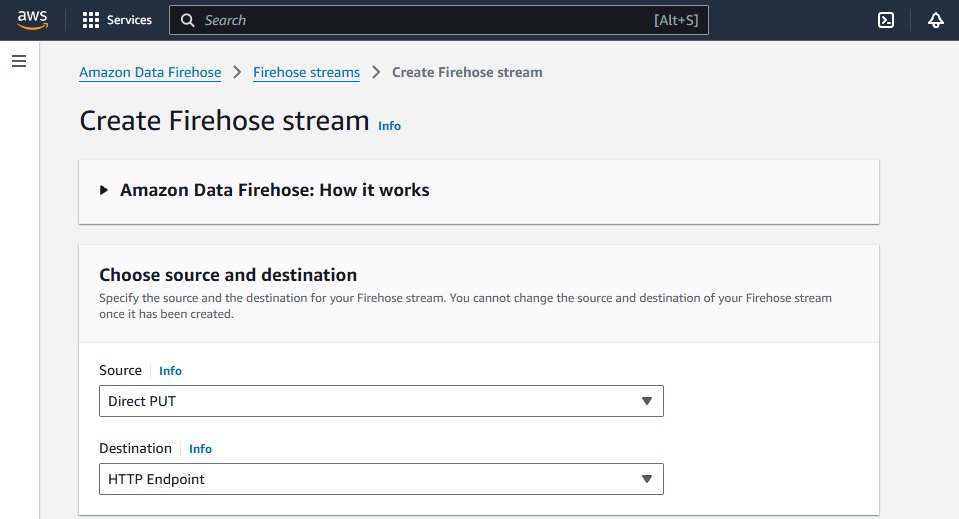 aws
Services
Search
[Alt+S]
Amazon Data Firehose > Firehose streams > Create Firehose stream
Create Firehose stream Info
Amazon Data Firehose: How it works
Choose source and destination
Specify the source and the destination for your Firehose stream. You cannot change the source and destination of your Firehose stream
once it has been created.
Source Info
Direct PUT
Destination Info
HTTP Endpoint